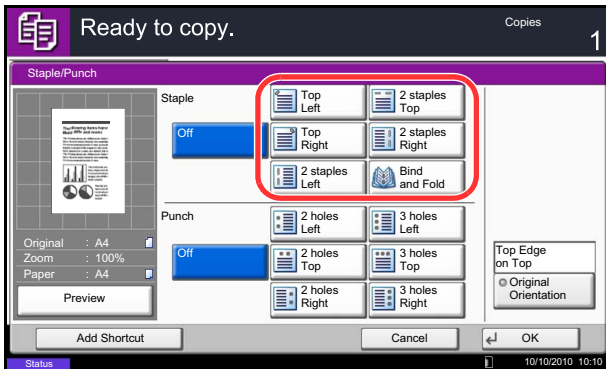 Ready to copy.
Copies
1
Staple/Punch
Staple
Off
Top
Left
2 staples
Top
Top
Right
2 staples
Right
2 staples
Left
Bind
and Fold
Punch
Off
2 holes
Left
3 holes
Left
2 holes
Top
3 holes
Top
2 holes
Right
3 holes
Right
Original : A4
Zoom : 100%
Paper : A4
Preview
Top Edge
on Top
Original
Orientation
Add Shortcut
Cancel
OK
Status
10/10/2010 10:10